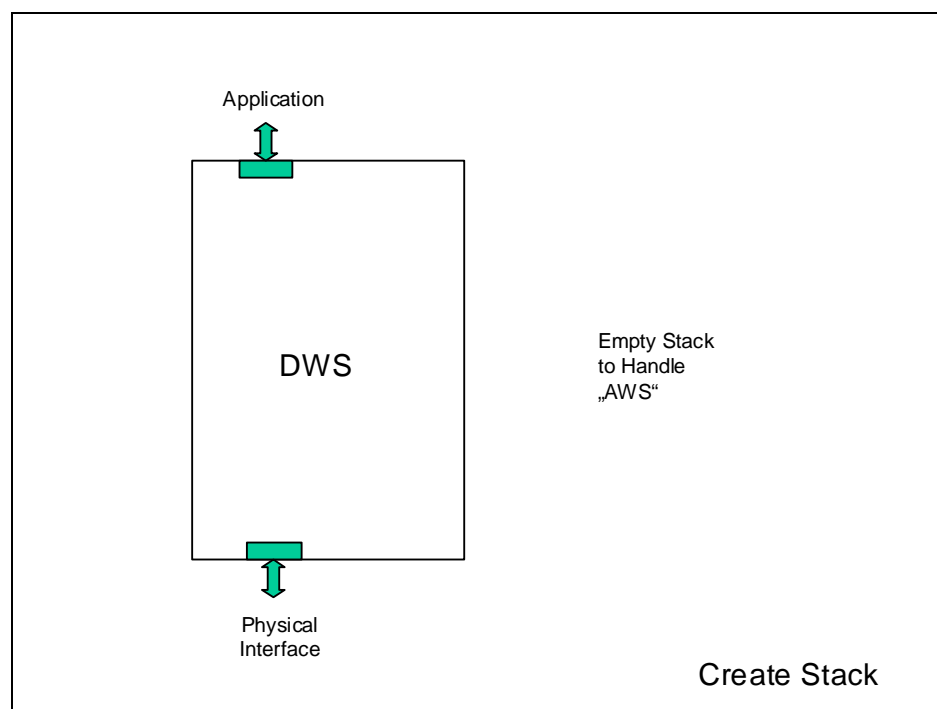 Application
DWS
Empty Stack
to Handle
„AWS“
Physical
Interface
Create Stack